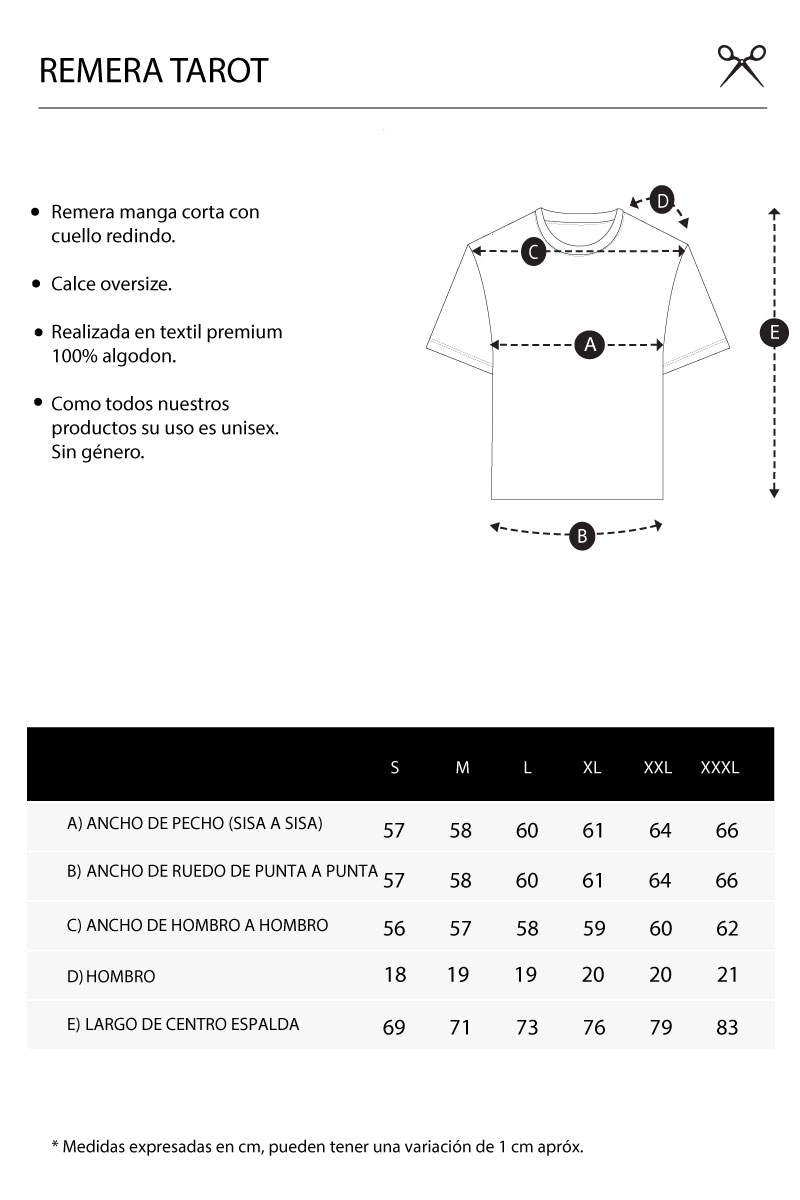 REMERA TAROT
• Remera manga corta con
cuello redindo.
• Calce oversize.
• Realizada en textil premium
100% algodon.
• Como todos nuestros
productos su uso es unisex.
Sin género.
D
C
E
A
B
S M L XL XXL XXXL
A) ANCHO DE PECHO (SISA A SISA) 57 58 60 61 64 66
B) ANCHO DE RUEDO DE PUNTA A PUNTA 57 58 60 61 64 66
C) ANCHO DE HOMBRO A HOMBRO 56 57 58 59 60 62
D) HOMBRO 18 19 19 20 20 21
E) LARGO DE CENTRO ESPALDA 69 71 73 76 79 83
* Medidas expresadas en cm, pueden tener una variación de 1 cm apróx.